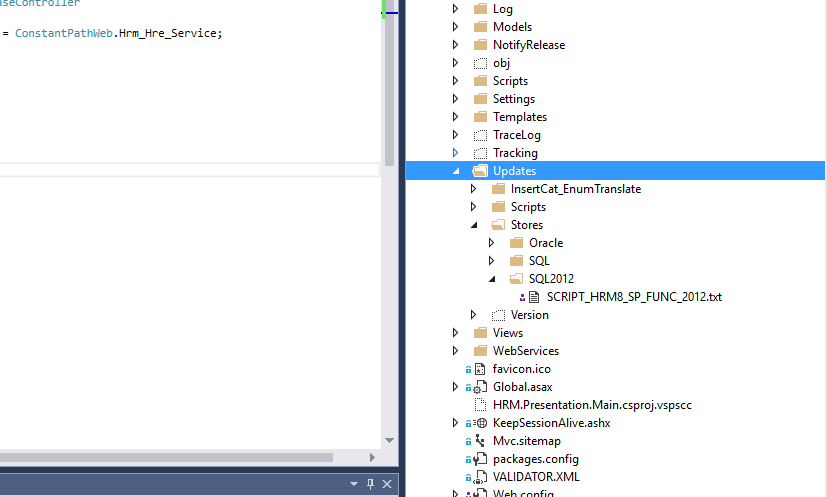 aseController
= ConstantPathWeb.Hrm_Hre_Service;
Log
Models
NotifyRelease
obj
Scripts
Settings
Templates
TraceLog
Tracking
Updates
InsertCat_EnumTranslate
Scripts
Stores
Oracle
SQL
SQL2012
SCRIPT_HRM8_SP_FUNC_2012.txt
Version
Views
WebServices
favicon.ico
Global.asax
HRM.Presentation.Main.csproj.vspscc
KeepSessionAlive.ashx
Mvc.sitemap
packages.config
VALIDATOR.XML
Web.config